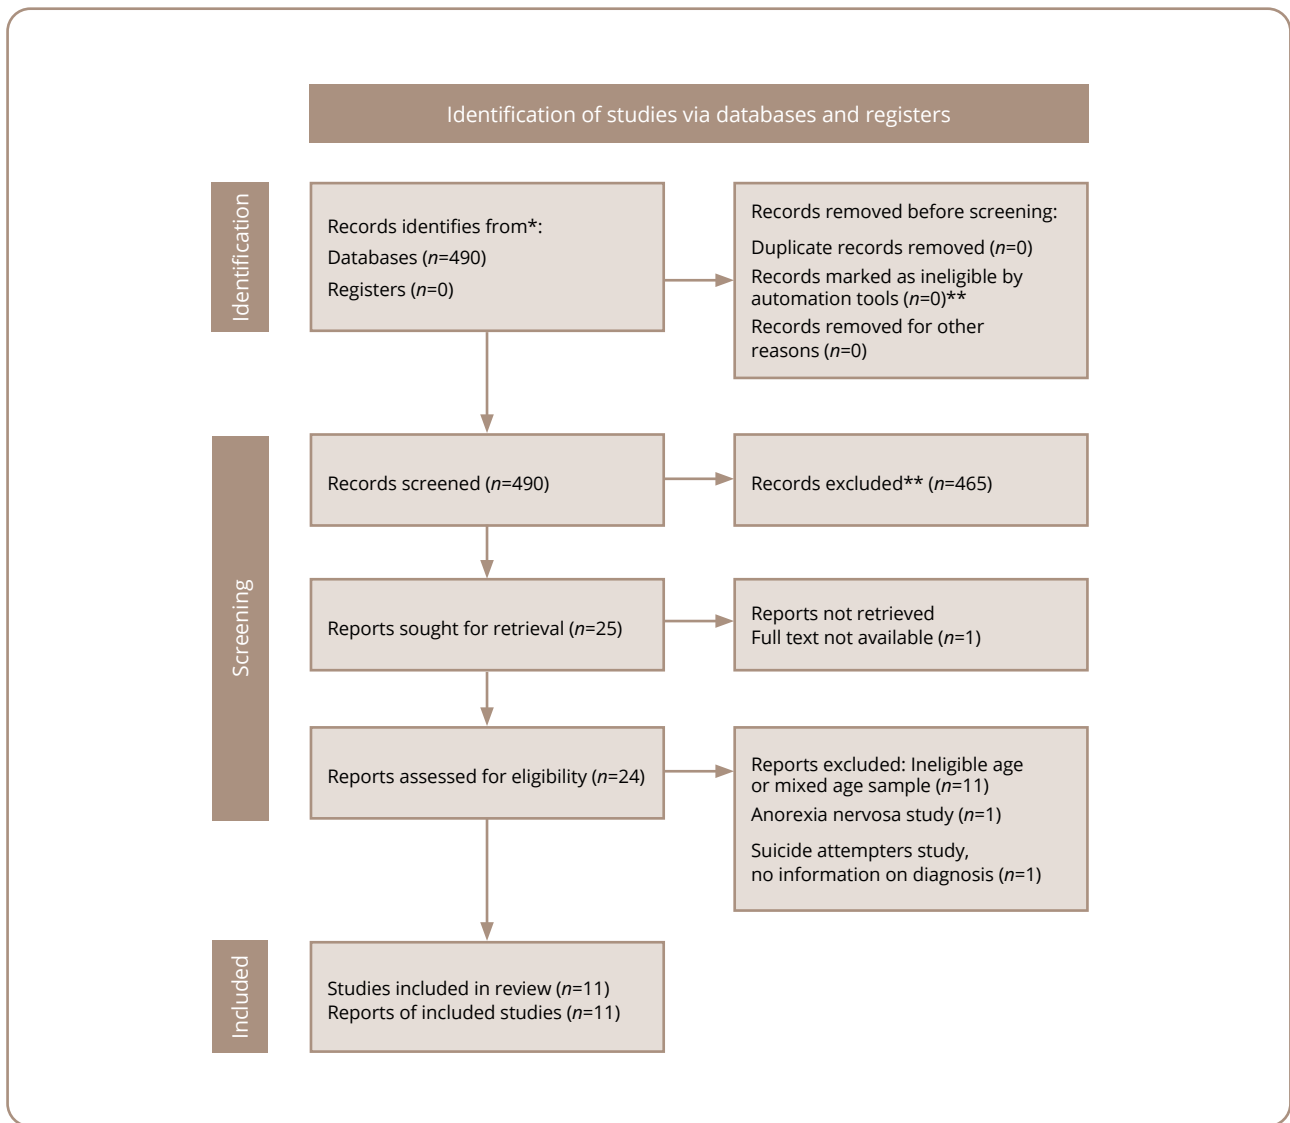 Identification of studies via databases and registers
Identification
Records identifies from*:
Databases (n=490)
Registers (n=0)
Records removed before screening:
Duplicate records removed (n=0)
Records marked as ineligible by
automation tools (n=0)**
Records removed for other
reasons (n=0)
Screening
Records screened (n=490)
Records excluded** (n=465)
Reports sought for retrieval (n=25)
Reports not retrieved
Full text not available (n=1)
Reports assessed for eligibility (n=24)
Reports excluded: Ineligible age
or mixed age sample (n=11)
Anorexia nervosa study (n=1)
Suicide attempters study,
no information on diagnosis (n=1)
Included
Studies included in review (n=11)
Reports of included studies (n=11)